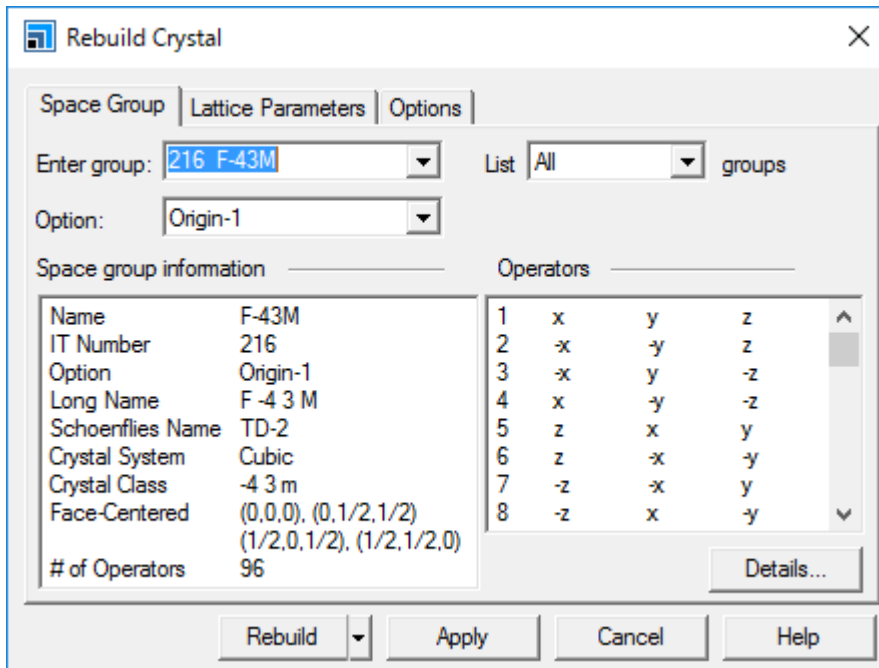 Rebuild Crystal
Space Group Lattice Parameters Options
Enter group: 216 F-43M List All groups
Option: Origin-1
Space group information Operators
Name F-43M
IT Number 216
Option Origin-1
Long Name F -4 3 M
Schoenflies Name TD-2
Crystal System Cubic
Crystal Class -4 3 m
Face-Centered (0,0,0), (0,1/2,1/2)
(1/2,0,1/2), (1/2,1/2,0)
# of Operators 96
1 x y z
2 -x -y z
3 -x y -z
4 x -y -z
5 z x y
6 z -x -y
7 -z -x y
8 -z x -y
Details...
Rebuild Apply Cancel Help